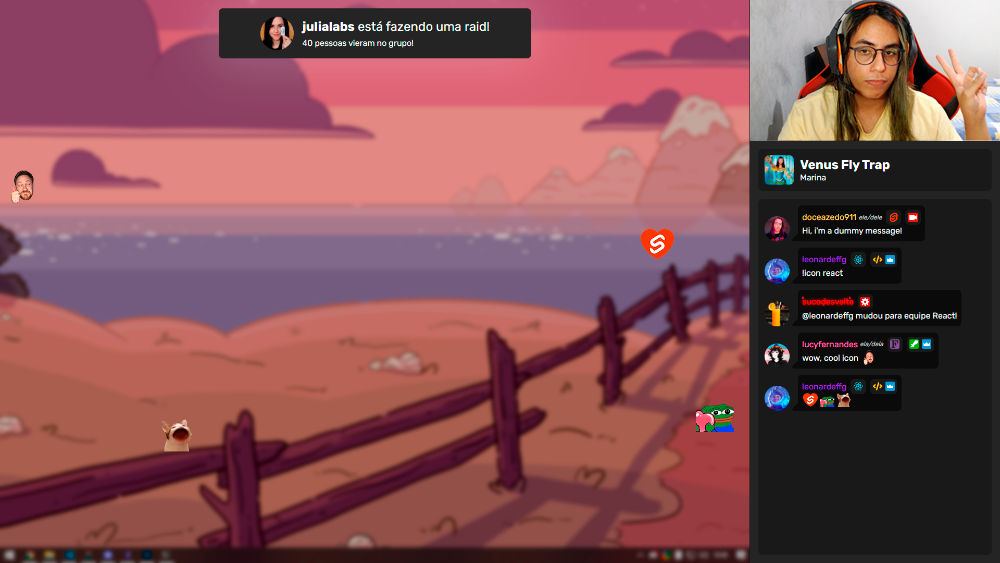 julialabs está fazendo uma raid!
40 pessoas vieram no grupo!
Venus Fly Trap
Marina
doceazedo911 ele/dele
Hi, i'm a dummy message!
leonardeffg
!icon react
sucodesvelte
@leonardeffg mudou para equipe React!
lucyfernandes ela/dela
wow, cool icon
leonardeffg